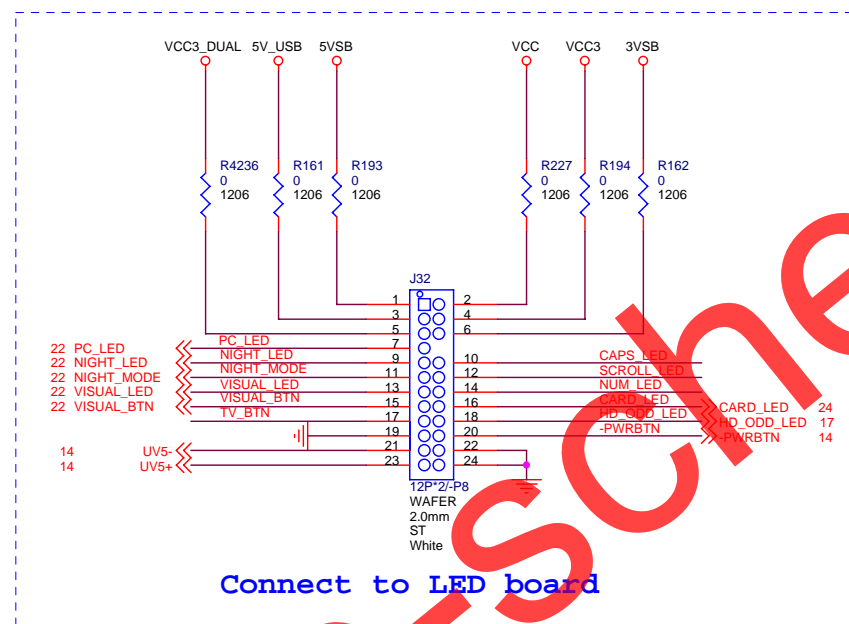 VCC3_DUAL 5V_USB 5VSB VCC VCC3 3VSB
R4236 R161 R193 R227 R194 R162
0 0 0 0 0 0
1206 1206 1206 1206 1206 1206
J32
1 2
3 4
5 6
22 PC_LED PC_LED 7
22 NIGHT_LED NIGHT_LED 9 10 CAPS_LED
22 NIGHT_MODE NIGHT_MODE 11 12 SCROLL_LED
22 VISUAL_LED VISUAL_LED 13 14 NUM_LED
22 VISUAL_BTN VISUAL_BTN 15 16 CARD_LED CARD_LED 24
TV_BTN 17 18 HD_ODD_LED HD_ODD_LED 17
19 20 -PWRBTN -PWRBTN 14
14 UV5- 21 22
14 UV5+ 23 24
12P*2/-P8
WAFER
2.0mm
ST
White
Connect to LED board
-sche